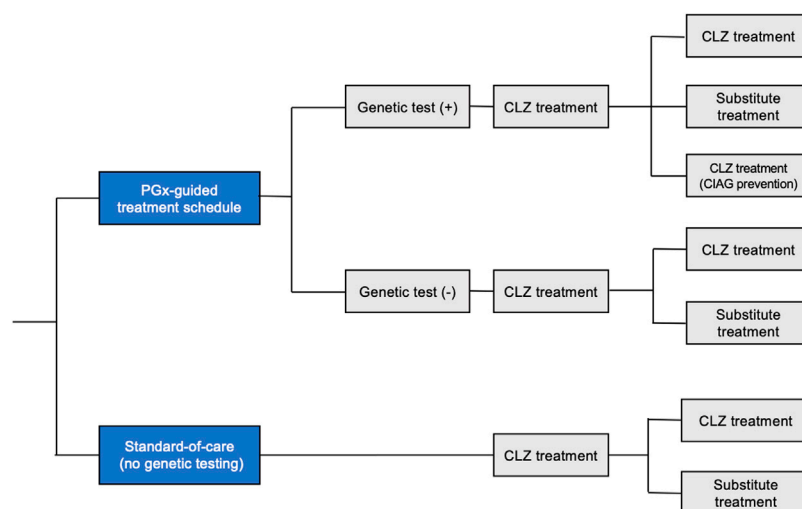 CLZ treatment
Genetic test (+)
CLZ treatment
Substitute
treatment
CLZ treatment
(CIAG prevention)
PGx-guided
treatment schedule
CLZ treatment
Genetic test (-)
CLZ treatment
Substitute
treatment
Standard-of-care
(no genetic testing)
CLZ treatment
CLZ treatment
Substitute
treatment